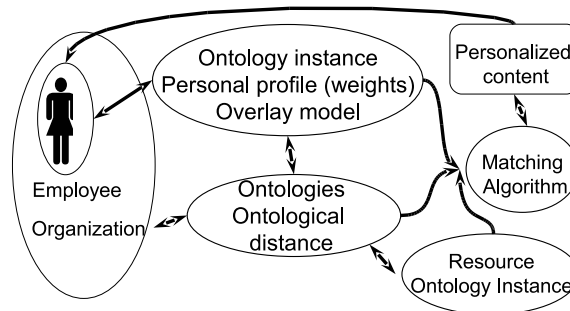 Ontology instance
Personal profile (weights)
Overlay model
Personalized
content
Employee
Organization
Ontologies
Ontological
distance
Matching
Algorithm
Resource
Ontology Instance